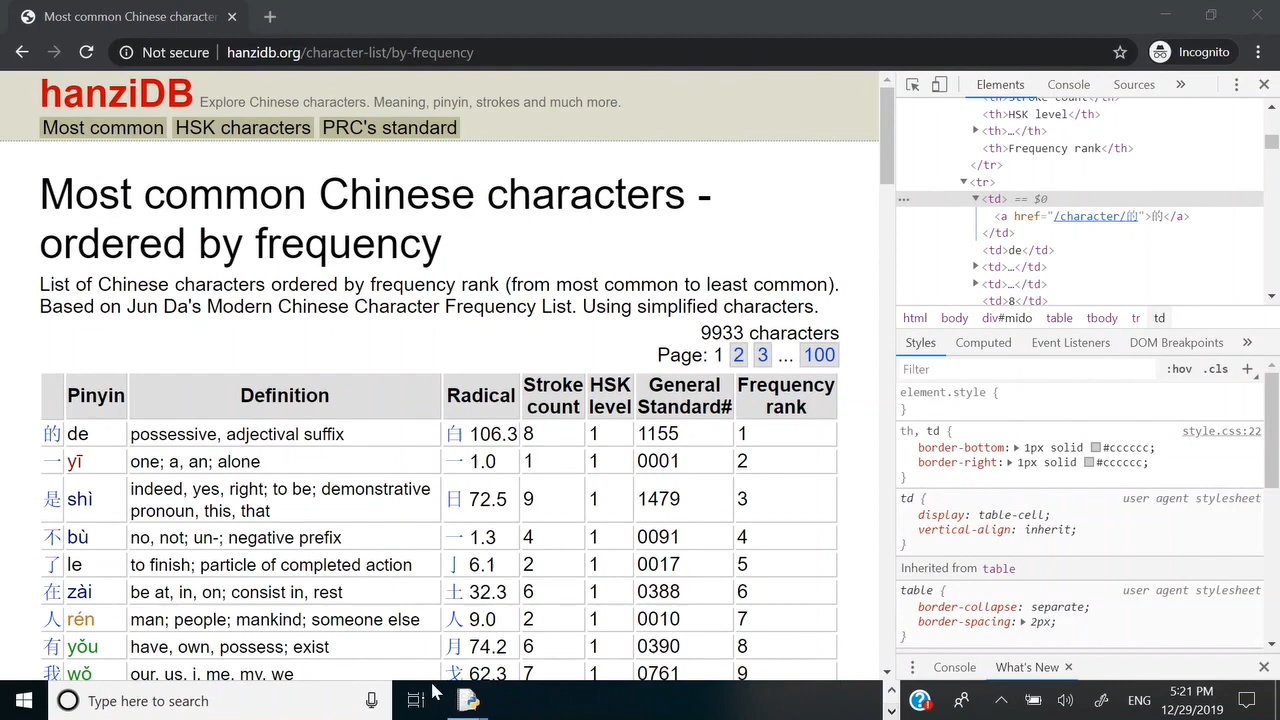 Most common Chinese character
Not secure
hanzidb.org/character-list/by-frequency
Incognito
hanziDB Explore Chinese characters. Meaning, pinyin, strokes and much more.
Most common HSK characters PRC's standard
Most common Chinese characters -
ordered by frequency
List of Chinese characters ordered by frequency rank (from most common to least common).
Based on Jun Da's Modern Chinese Character Frequency List. Using simplified characters.
9933 characters
Page: 1 2 3 ... 100
Pinyin Definition Radical Stroke count HSK level General Standard# Frequency rank
的 de possessive, adjectival suffix 白 106.3 8 1 1155 1
一 yī one; a, an; alone 一 1.0 1 1 0001 2
是 shì indeed, yes, right; to be; demonstrative pronoun, this, that 日 72.5 9 1 1479 3
不 bù no, not; un-; negative prefix 一 1.3 4 1 0091 4
了 le to finish; particle of completed action 亅 6.1 2 1 0017 5
在 zài be at, in, on; consist in, rest 土 32.3 6 1 0388 6
人 rén man; people; mankind; someone else 人 9.0 2 1 0010 7
有 yǒu have, own, possess; exist 月 74.2 6 1 0390 8
我 wǒ our, us, i, me, my, we 戈 62.3 7 1 0761 9
Elements Console Sources »
<th>Stroke count</th>
<th>HSK level</th>
<th>…</th>
<th>Frequency rank</th>
</tr>
<tr>
… <td> == $0
<a href="/character/的">的</a>
</td>
<td>de</td>
<td>…</td>
<td>…</td>
<td>8</td>
html body div#mido table tbody tr td
Styles Computed Event Listeners DOM Breakpoints »
Filter :hov .cls +
element.style {
}
th, td { style.css:22
border-bottom: 1px solid #cccccc;
border-right: 1px solid #cccccc;
}
td { user agent stylesheet
display: table-cell;
vertical-align: inherit;
}
Inherited from table
table { user agent stylesheet
border-collapse: separate;
border-spacing: 2px;
}
Console What's New
Type here to search
ENG
5:21 PM
12/29/2019